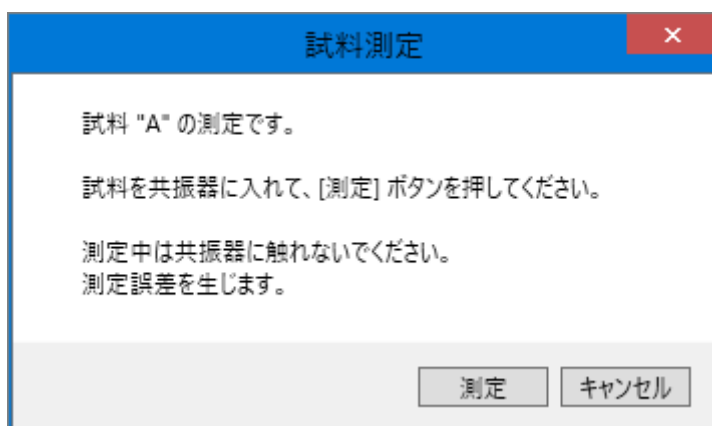 試料測定
試料 "A" の測定です。
試料を共振器に入れて、[測定] ボタンを押してください。
測定中は共振器に触れないでください。
測定誤差を生じます。
測定
キャンセル